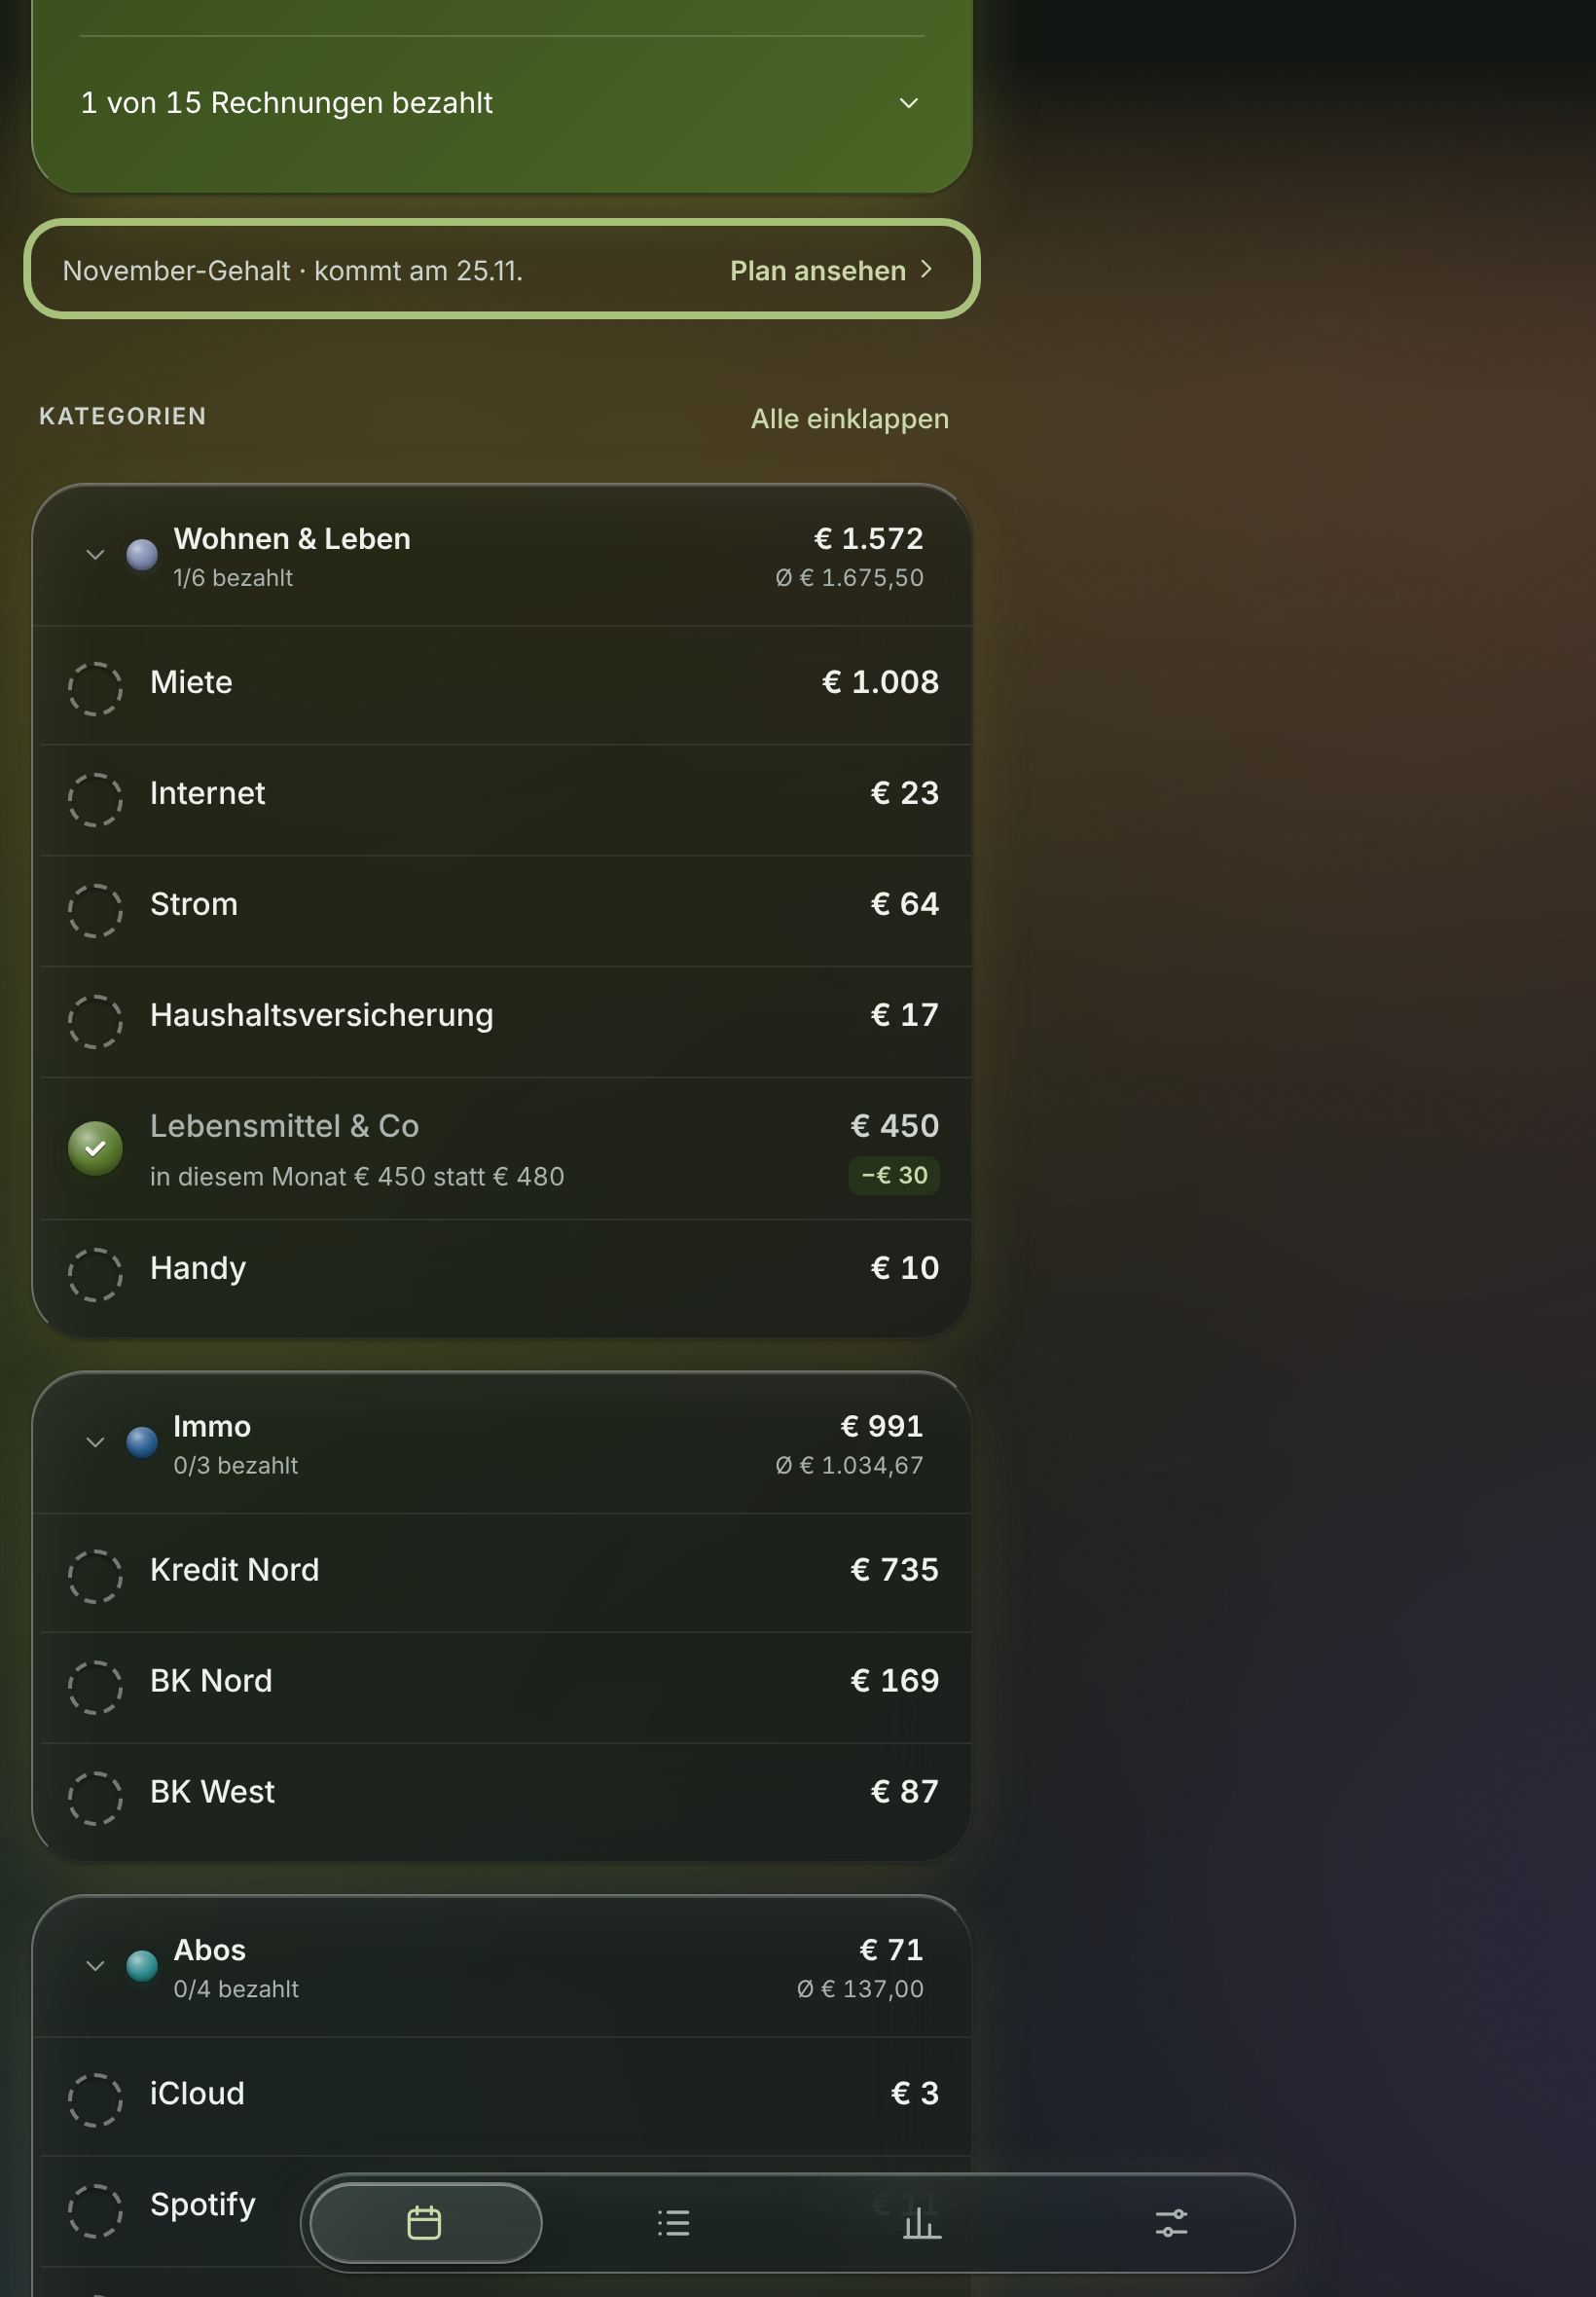 1 von 15 Rechnungen bezahlt
November-Gehalt · kommt am 25.11.
Plan ansehen
KATEGORIEN
Alle einklappen
Wohnen & Leben
€ 1.572
1/6 bezahlt
Ø € 1.675,50
Miete
€ 1.008
Internet
€ 23
Strom
€ 64
Haushaltsversicherung
€ 17
Lebensmittel & Co
€ 450
in diesem Monat € 450 statt € 480
−€ 30
Handy
€ 10
Immo
€ 991
0/3 bezahlt
Ø € 1.034,67
Kredit Nord
€ 735
BK Nord
€ 169
BK West
€ 87
Abos
€ 71
0/4 bezahlt
Ø € 137,00
iCloud
€ 3
Spotify